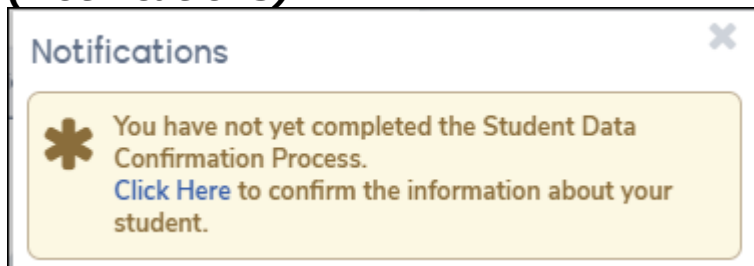 Notifications
You have not yet completed the Student Data
Confirmation Process.
Click Here to confirm the information about your
student.